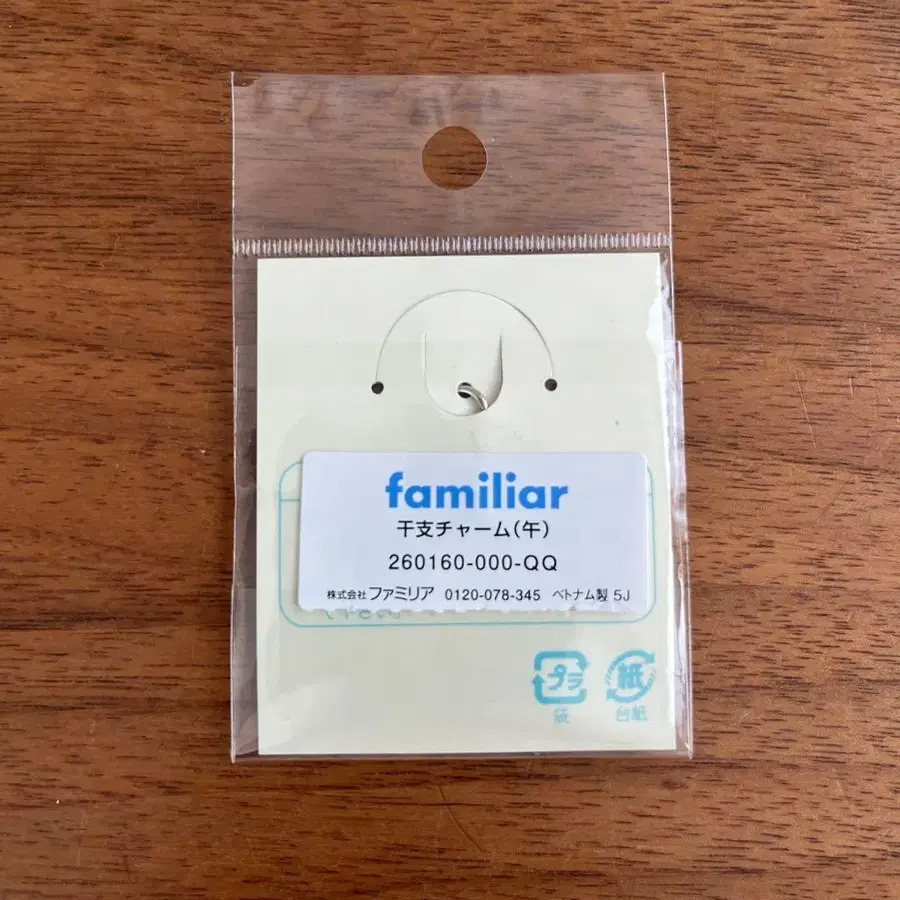 familiar
干支チャーム(午)
260160-000-QQ
株式会社 ファミリア 0120-078-345 ベトナム製 5J
プラ 紙
袋 台紙